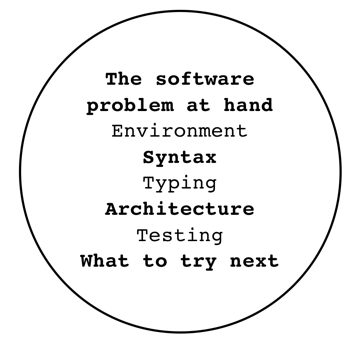 The software
problem at hand
Environment
Syntax
Typing
Architecture
Testing
What to try next